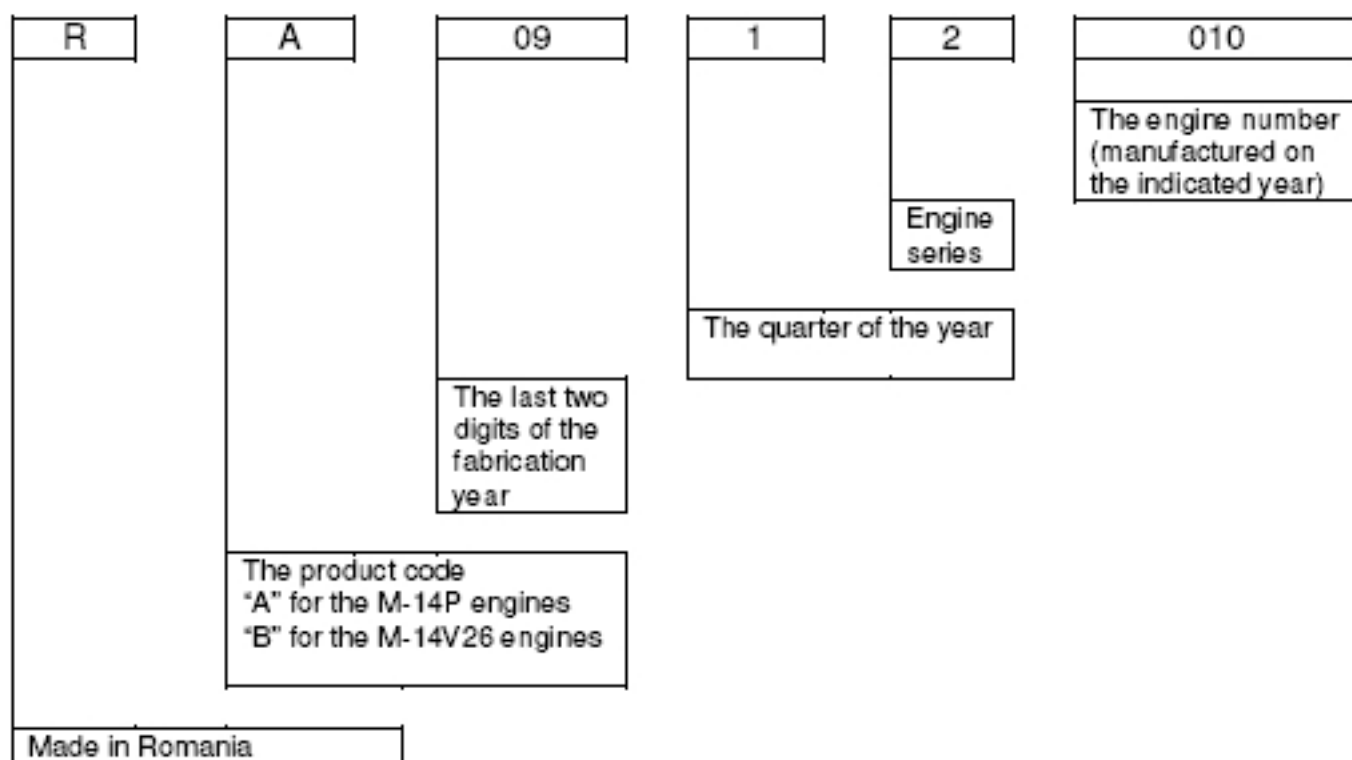 R A 09 1 2 010
The engine number
(manufactured on
the indicated year)
Engine
series
The quarter of the year
The last two
digits of the
fabrication
year
The product code
“A” for the M-14P engines
“B” for the M-14V26 engines
Made in Romania